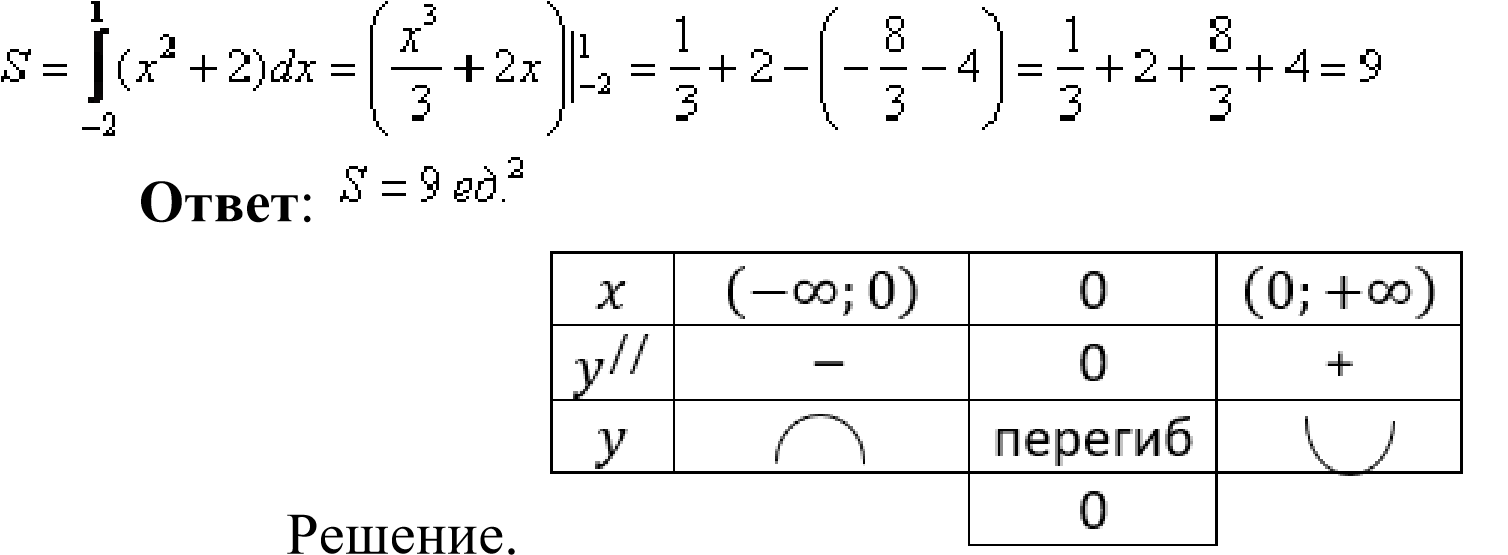 S = ∫₋₂¹ (x² + 2)dx = (x³/3 + 2x)|₋₂¹ = 1/3 + 2 − (−8/3 − 4) = 1/3 + 2 + 8/3 + 4 = 9
Ответ: S = 9 ед.²
x (−∞; 0) 0 (0; +∞)
y// − 0 +
y перегиб
0
Решение.